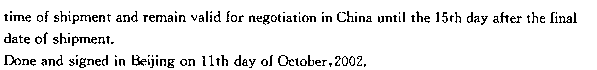 time of shipment and remain valid for negotiation in China until the 15th day after the final
date of shipment.
Done and signed in Beijing on 11th day of October,2002.